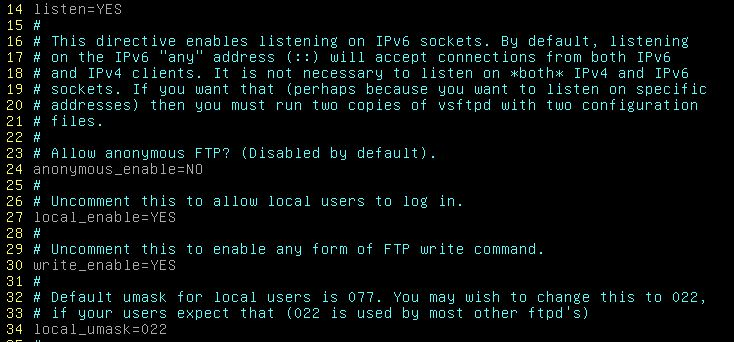 14 listen=YES
15 #
16 # This directive enables listening on IPv6 sockets. By default, listening
17 # on the IPv6 "any" address (::) will accept connections from both IPv6
18 # and IPv4 clients. It is not necessary to listen on *both* IPv4 and IPv6
19 # sockets. If you want that (perhaps because you want to listen on specific
20 # addresses) then you must run two copies of vsftpd with two configuration
21 # files.
22 #
23 # Allow anonymous FTP? (Disabled by default).
24 anonymous_enable=NO
25 #
26 # Uncomment this to allow local users to log in.
27 local_enable=YES
28 #
29 # Uncomment this to enable any form of FTP write command.
30 write_enable=YES
31 #
32 # Default umask for local users is 077. You may wish to change this to 022,
33 # if your users expect that (022 is used by most other ftpd's)
34 local_umask=022